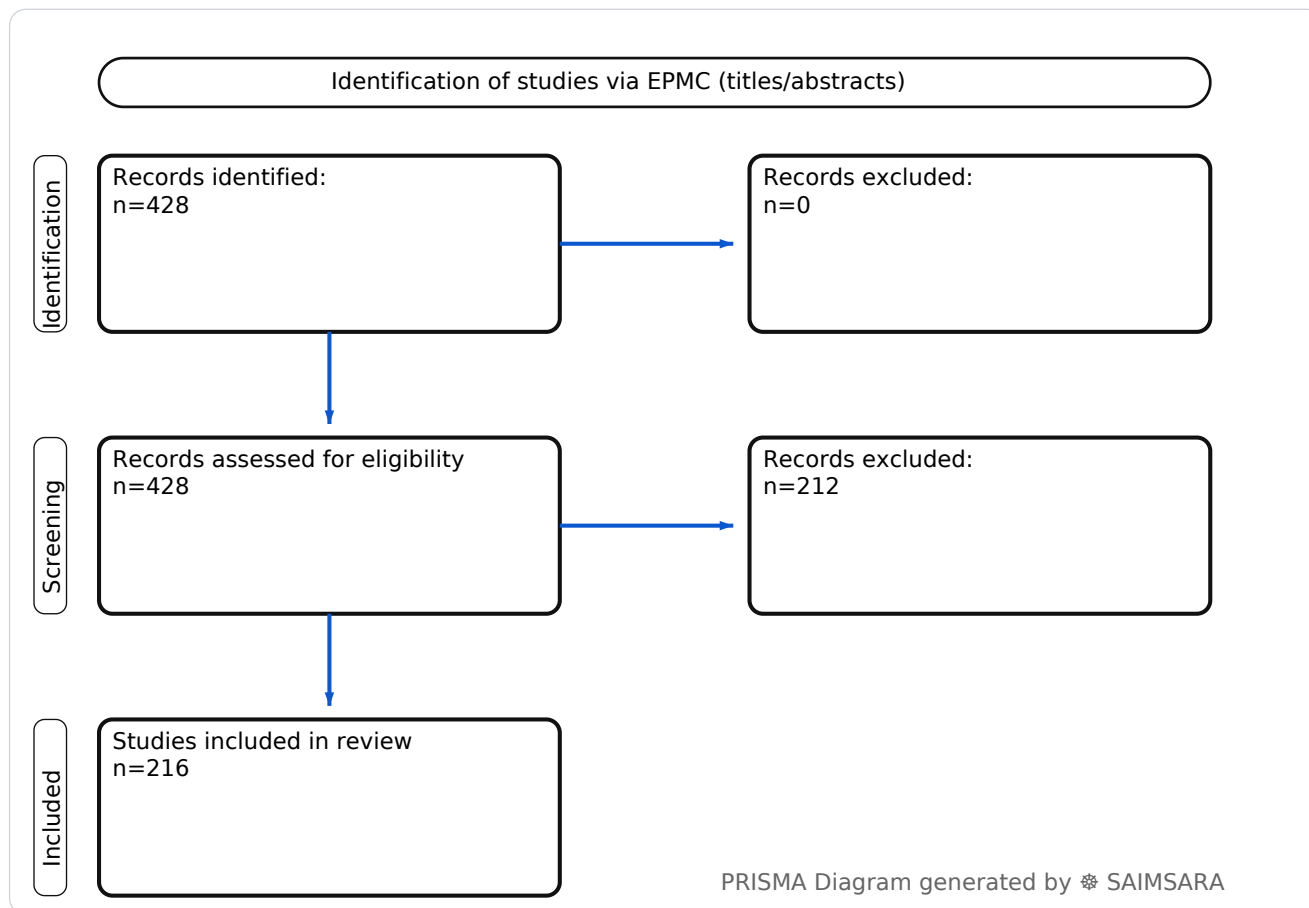 Identification of studies via EPMC (titles/abstracts)
Identification
Records identified:
n=428
Records excluded:
n=0
Screening
Records assessed for eligibility
n=428
Records excluded:
n=212
Included
Studies included in review
n=216
PRISMA Diagram generated by ☸ SAIMSARA